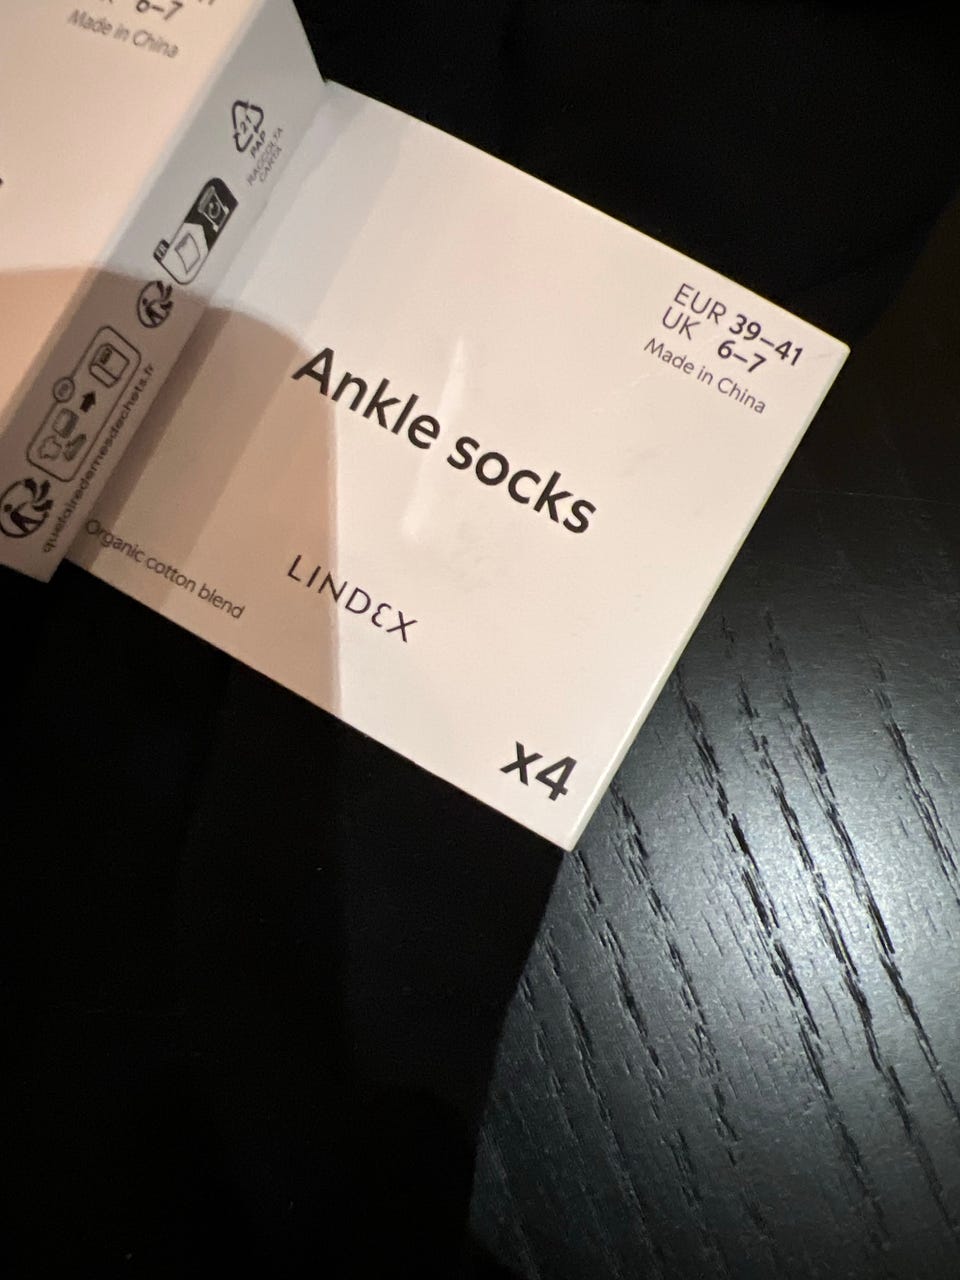 6–7
Made in China
21
PAP
RACCOLTA
CARTA
FR
quefairedemesdechets.fr
EUR 39–41
UK 6–7
Made in China
Ankle socks
Organic cotton blend
LINDEX
x4